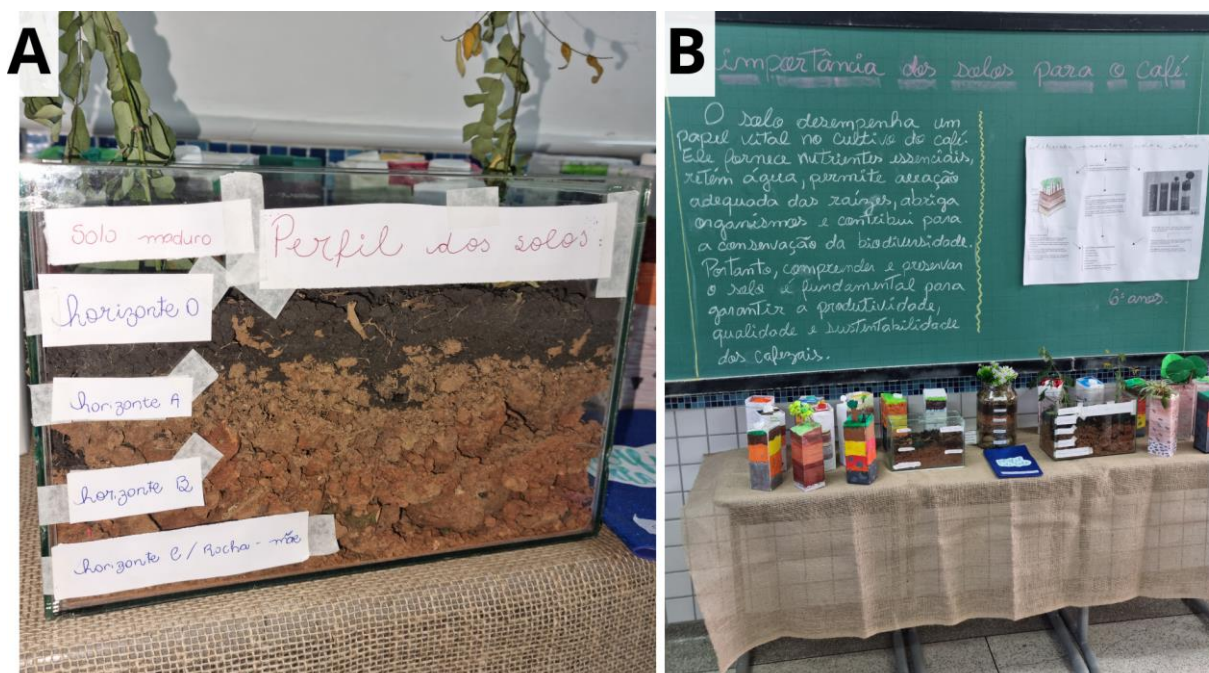 A
Solo maduro
Perfil dos solos:
horizonte O
horizonte A
horizonte B
horizonte C / Rocha-mãe
B
importância dos solos para o café.
O solo desempenha um
papel vital no cultivo do café.
Ele fornece nutrientes essenciais,
retém água, permite aeração
adequada das raízes, abriga
organismos e contribui para
a conservação da biodiversidade.
Portanto, compreender e preservar
o solo é fundamental para
garantir a produtividade,
qualidade e sustentabilidade
dos cafezais.
6º anos.